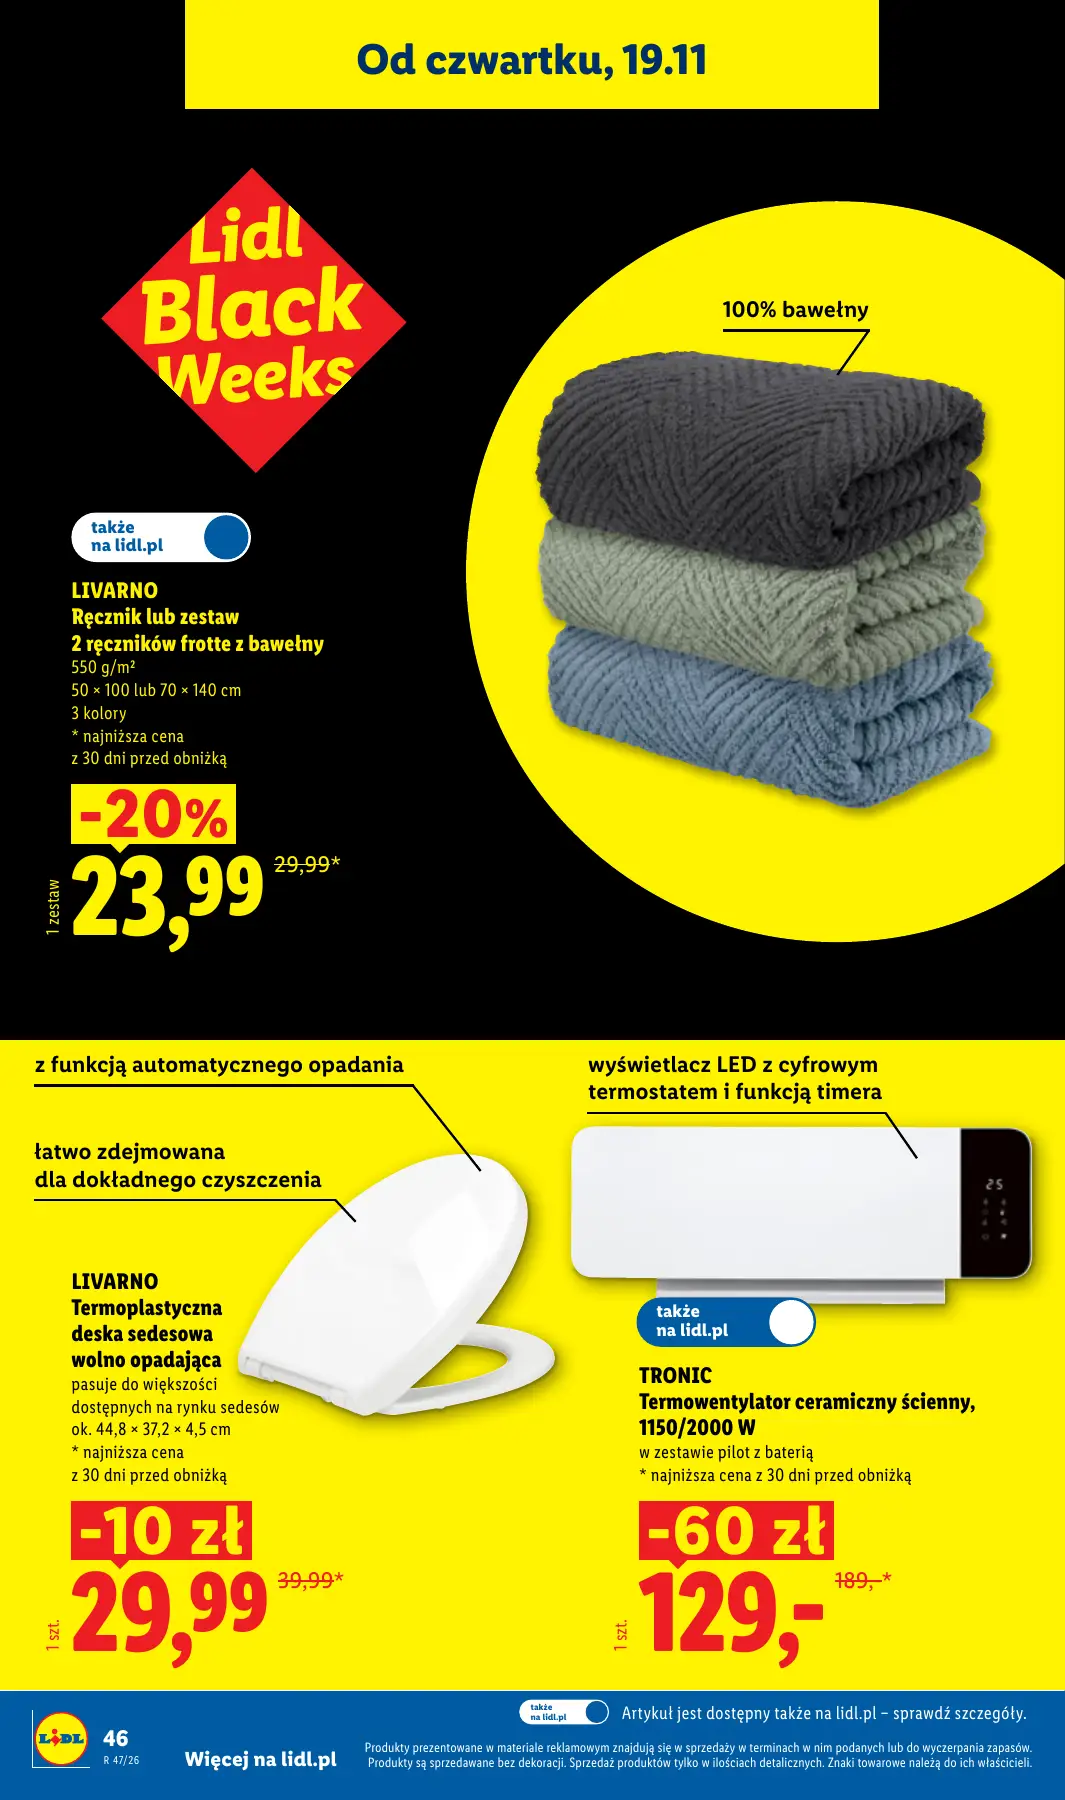 Od czwartku, 19.11
Lidl
Black
Weeks
100% bawełny
także
na lidl.pl
LIVARNO
Ręcznik lub zestaw
2 ręczników frotte z bawełny
550 g/m²
50 × 100 lub 70 × 140 cm
3 kolory
* najniższa cena
z 30 dni przed obniżką
-20%
29,99*
23,99
1 zestaw
z funkcją automatycznego opadania
łatwo zdejmowana
dla dokładnego czyszczenia
LIVARNO
Termoplastyczna
deska sedesowa
wolno opadająca
pasuje do większości
dostępnych na rynku sedesów
ok. 44,8 × 37,2 × 4,5 cm
* najniższa cena
z 30 dni przed obniżką
-10 zł
39,99*
29,99
1 szt.
wyświetlacz LED z cyfrowym
termostatem i funkcją timera
25
także
na lidl.pl
TRONIC
Termowentylator ceramiczny ścienny,
1150/2000 W
w zestawie pilot z baterią
* najniższa cena z 30 dni przed obniżką
-60 zł
189,-*
129,-
1 szt.
także
na lidl.pl
Artykuł jest dostępny także na lidl.pl – sprawdź szczegóły.
LIDL
46
R 47/26
Więcej na lidl.pl
Produkty prezentowane w materiale reklamowym znajdują się w sprzedaży w terminach w nim podanych lub do wyczerpania zapasów.
Produkty są sprzedawane bez dekoracji. Sprzedaż produktów tylko w ilościach detalicznych. Znaki towarowe należą do ich właścicieli.